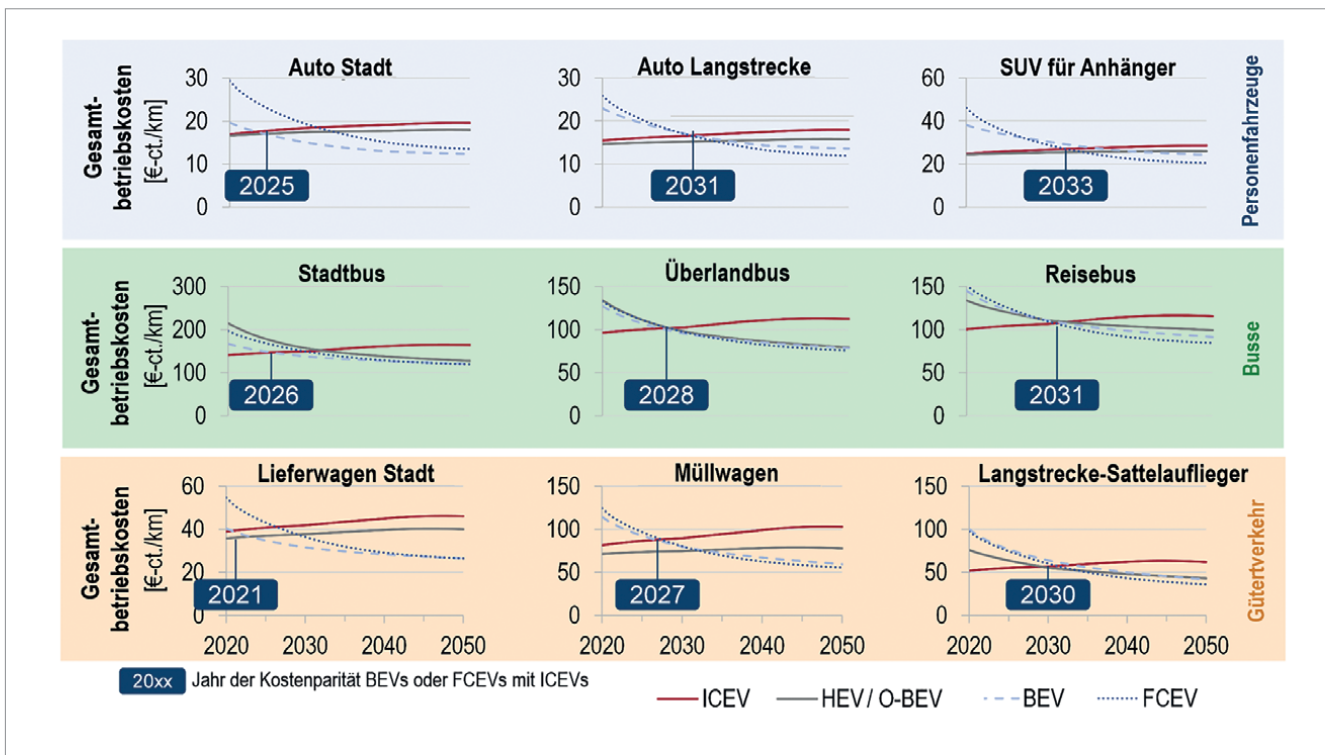 Auto Stadt
Auto Langstrecke
SUV für Anhänger
Gesamt-
betriebskosten
[€-ct./km]
30
20
10
0
2025
30
20
10
0
2031
60
40
20
0
2033
Personenfahrzeuge
Stadtbus
Überlandbus
Reisebus
Gesamt-
betriebskosten
[€-ct./km]
300
200
100
0
2026
150
100
50
0
2028
150
100
50
0
2031
Busse
Lieferwagen Stadt
Müllwagen
Langstrecke-Sattelauflieger
Gesamt-
betriebskosten
[€-ct./km]
60
40
20
0
2021
150
100
50
0
2027
150
100
50
0
2030
Gütertverkehr
2020 2030 2040 2050
2020 2030 2040 2050
2020 2030 2040 2050
20xx Jahr der Kostenparität BEVs oder FCEVs mit ICEVs
ICEV HEV / O-BEV BEV FCEV